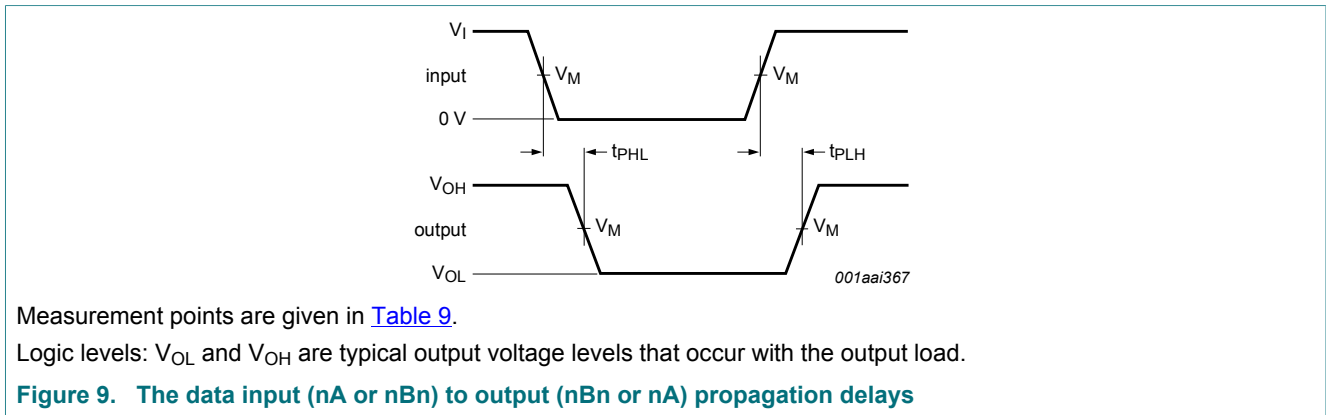 VI
input
VM
VM
0 V
tPHL
tPLH
VOH
output
VM
VM
VOL
001aai367
Measurement points are given in Table 9.
Logic levels: VOL and VOH are typical output voltage levels that occur with the output load.
Figure 9. The data input (nA or nBn) to output (nBn or nA) propagation delays